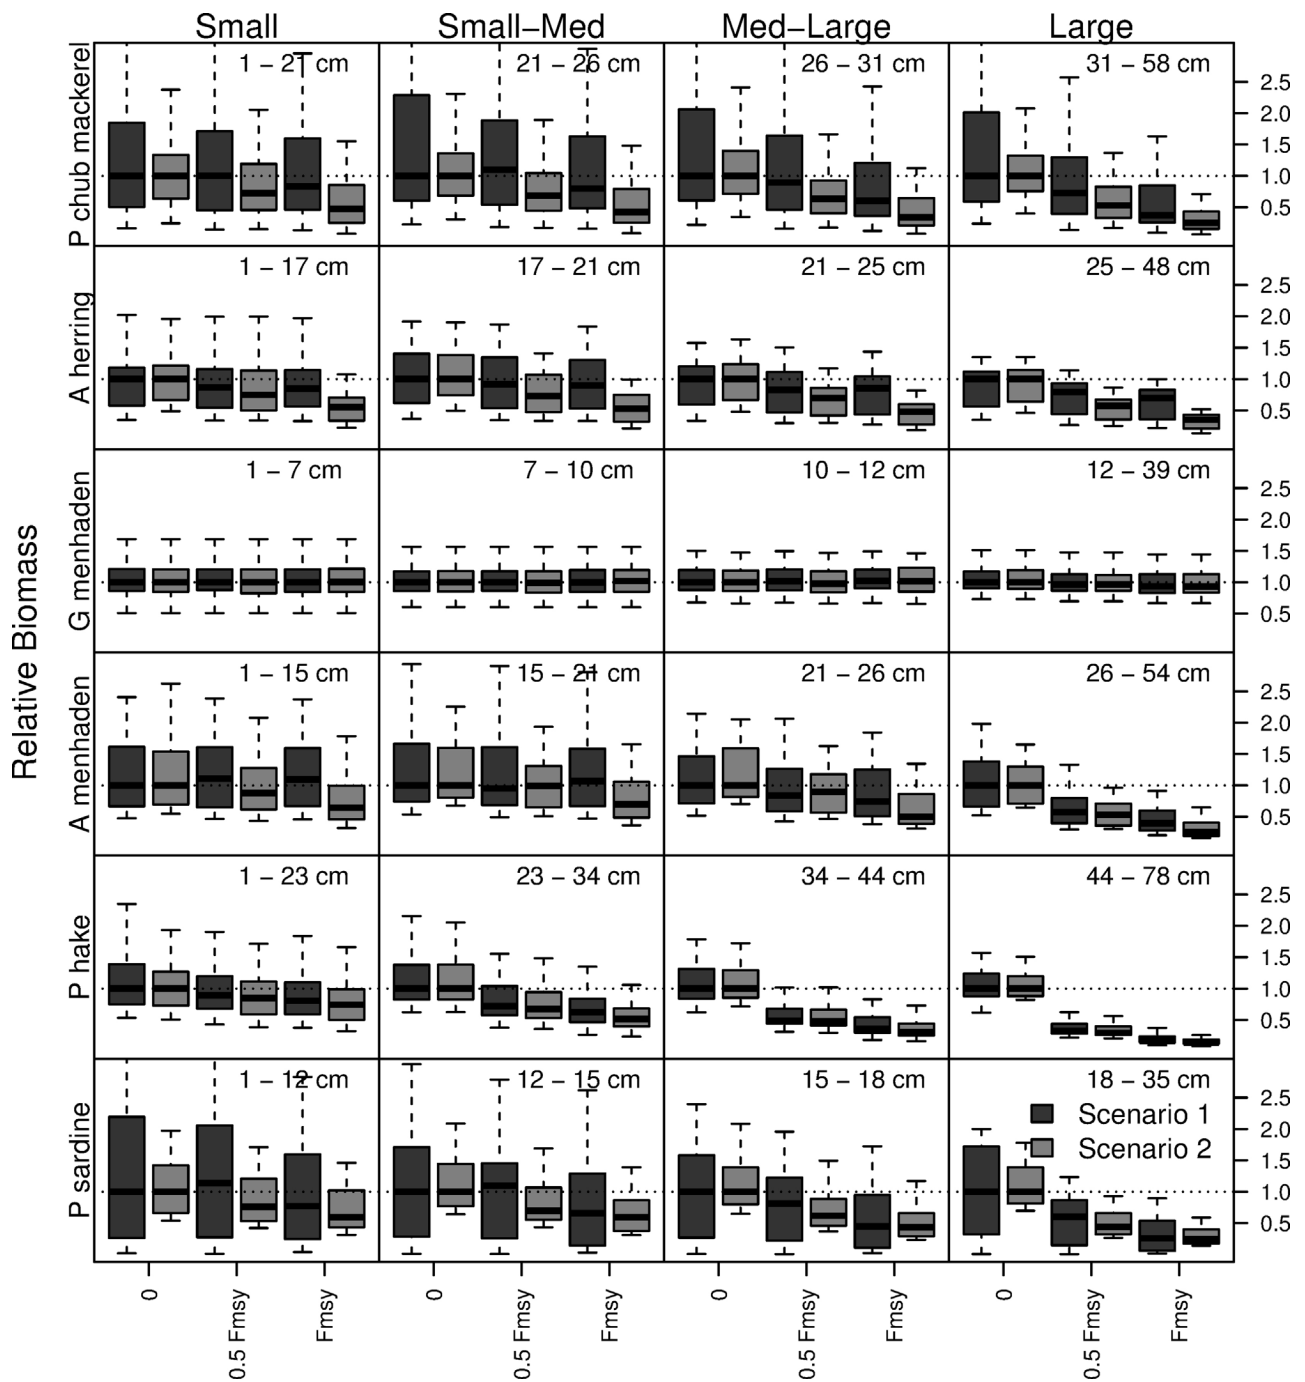 Small Small–Med Med–Large Large
P chub mackerel 1 – 21 cm 21 – 26 cm 26 – 31 cm 31 – 58 cm
2.5
2.0
1.5
1.0
0.5
A herring 1 – 17 cm 17 – 21 cm 21 – 25 cm 25 – 48 cm
2.5
2.0
1.5
1.0
0.5
G menhaden 1 – 7 cm 7 – 10 cm 10 – 12 cm 12 – 39 cm
2.5
2.0
1.5
1.0
0.5
Relative Biomass
A menhaden 1 – 15 cm 15 – 21 cm 21 – 26 cm 26 – 54 cm
2.5
2.0
1.5
1.0
0.5
P hake 1 – 23 cm 23 – 34 cm 34 – 44 cm 44 – 78 cm
2.5
2.0
1.5
1.0
0.5
P sardine 1 – 12 cm 12 – 15 cm 15 – 18 cm 18 – 35 cm
Scenario 1
Scenario 2
2.5
2.0
1.5
1.0
0.5
0 0.5 Fmsy Fmsy 0 0.5 Fmsy Fmsy 0 0.5 Fmsy Fmsy 0 0.5 Fmsy Fmsy